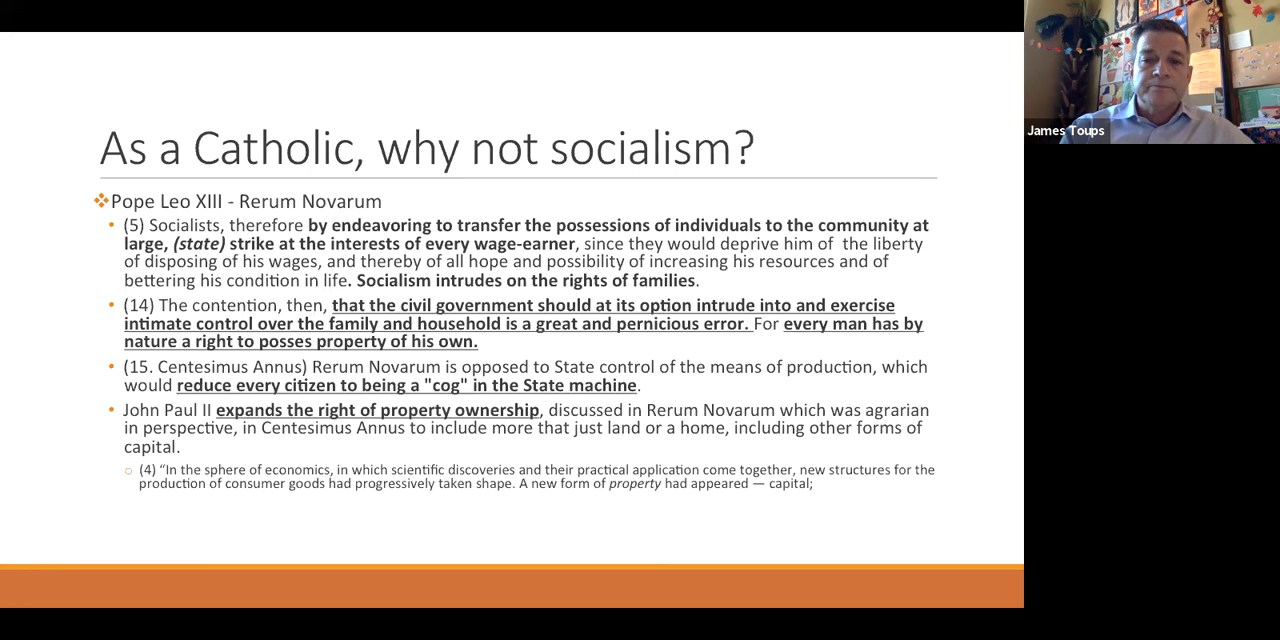 As a Catholic, why not socialism?
Pope Leo XIII - Rerum Novarum
(5) Socialists, therefore by endeavoring to transfer the possessions of individuals to the community at
large, (state) strike at the interests of every wage-earner, since they would deprive him of the liberty
of disposing of his wages, and thereby of all hope and possibility of increasing his resources and of
bettering his condition in life. Socialism intrudes on the rights of families.
(14) The contention, then, that the civil government should at its option intrude into and exercise
intimate control over the family and household is a great and pernicious error. For every man has by
nature a right to posses property of his own.
(15. Centesimus Annus) Rerum Novarum is opposed to State control of the means of production, which
would reduce every citizen to being a "cog" in the State machine.
John Paul II expands the right of property ownership, discussed in Rerum Novarum which was agrarian
in perspective, in Centesimus Annus to include more that just land or a home, including other forms of
capital.
(4) “In the sphere of economics, in which scientific discoveries and their practical application come together, new structures for the
production of consumer goods had progressively taken shape. A new form of property had appeared — capital;
James Toups